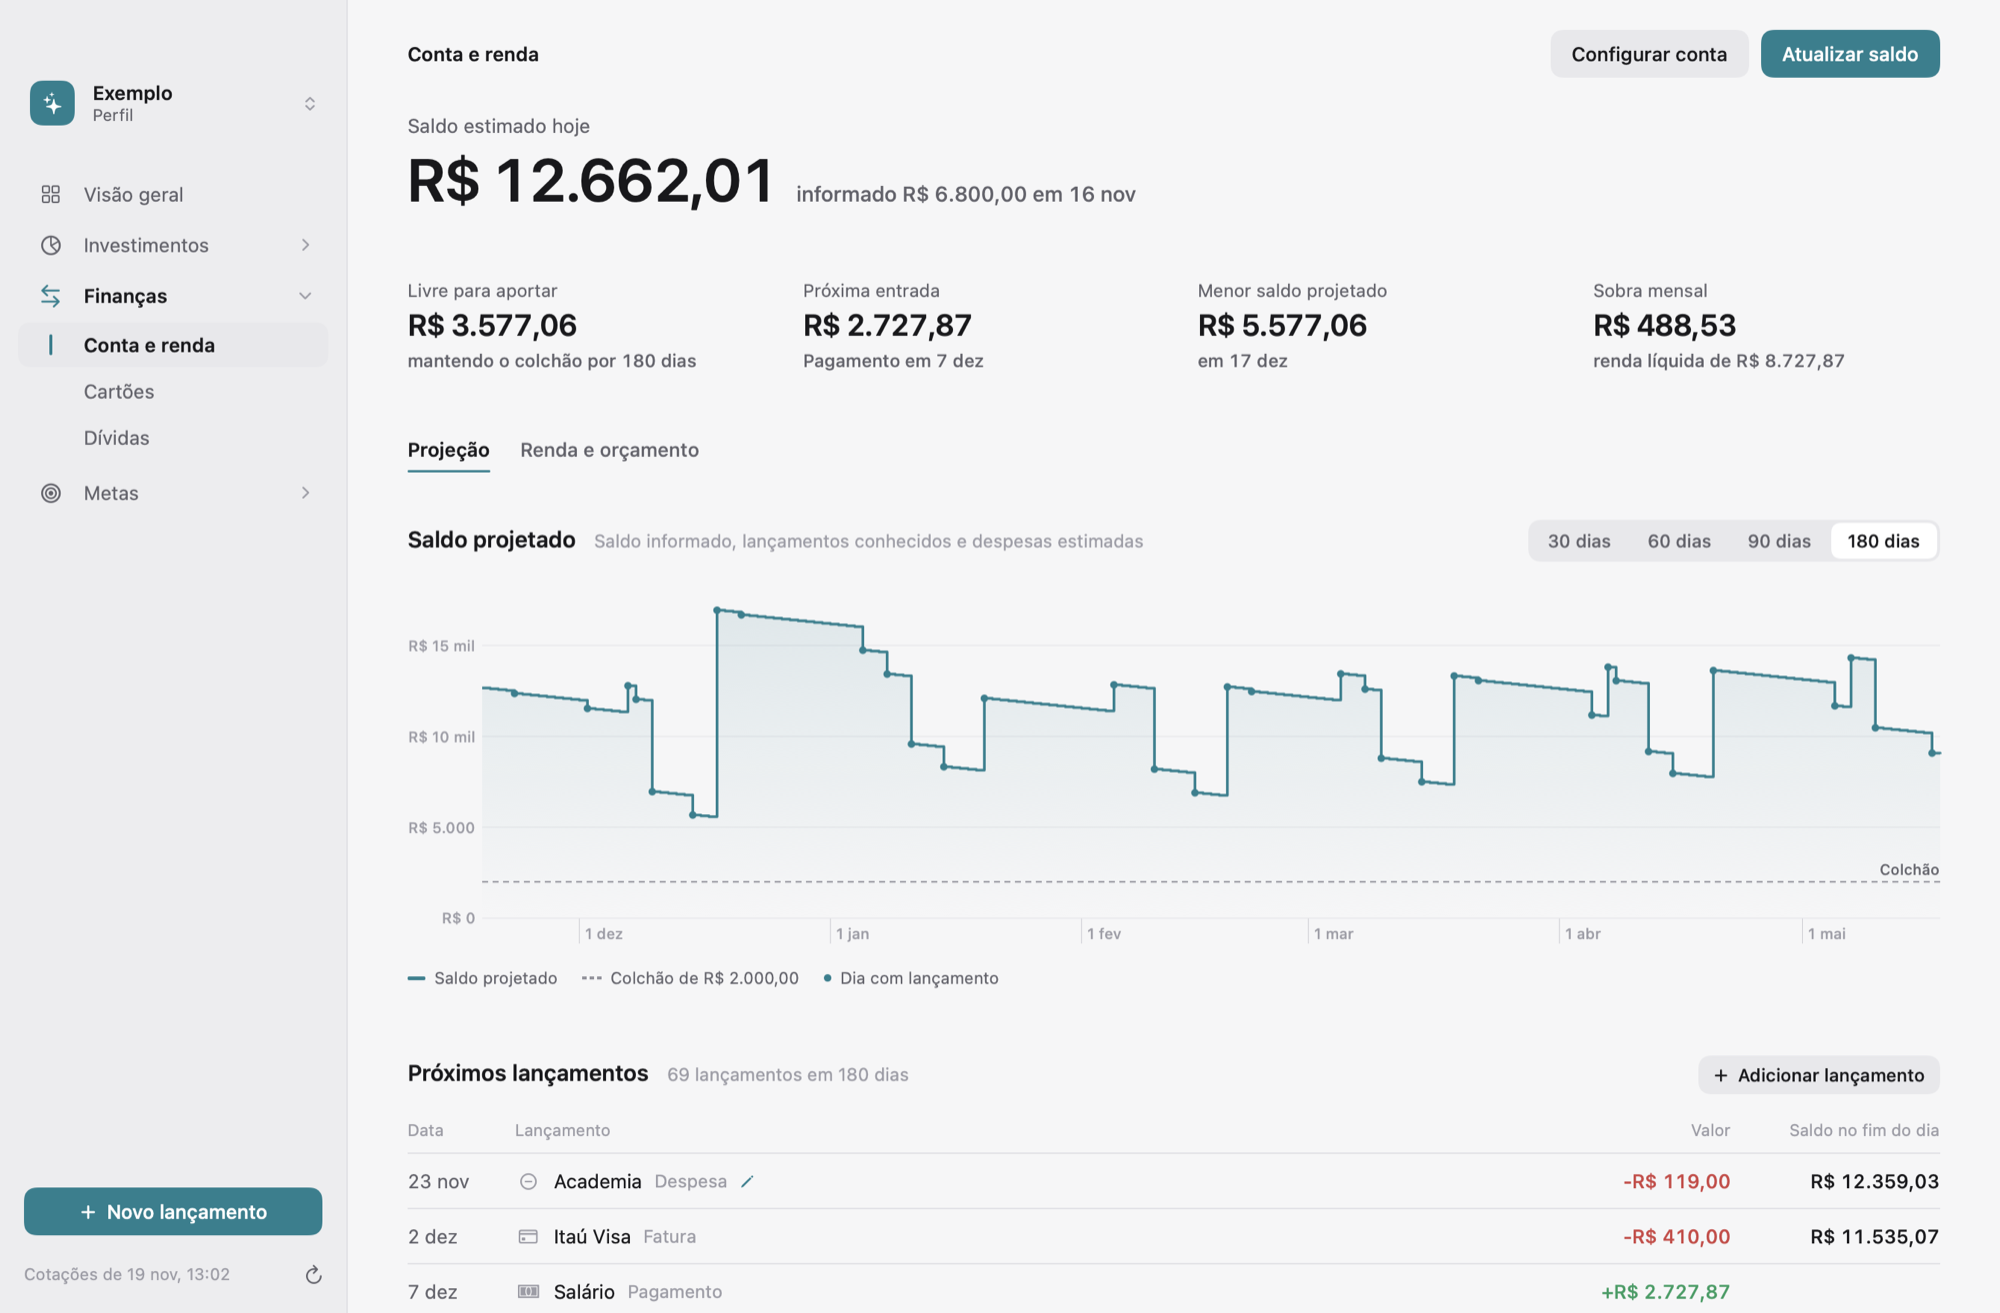 Exemplo
Perfil
Visão geral
Investimentos
Finanças
Conta e renda
Cartões
Dívidas
Metas
+ Novo lançamento
Cotações de 19 nov, 13:02
Conta e renda
Configurar conta
Atualizar saldo
Saldo estimado hoje
R$ 12.662,01 informado R$ 6.800,00 em 16 nov
Livre para aportar
R$ 3.577,06
mantendo o colchão por 180 dias
Próxima entrada
R$ 2.727,87
Pagamento em 7 dez
Menor saldo projetado
R$ 5.577,06
em 17 dez
Sobra mensal
R$ 488,53
renda líquida de R$ 8.727,87
Projeção Renda e orçamento
Saldo projetado Saldo informado, lançamentos conhecidos e despesas estimadas
30 dias 60 dias 90 dias 180 dias
R$ 15 mil
R$ 10 mil
R$ 5.000
Colchão
R$ 0
1 dez 1 jan 1 fev 1 mar 1 abr 1 mai
Saldo projetado Colchão de R$ 2.000,00 Dia com lançamento
Próximos lançamentos 69 lançamentos em 180 dias
+ Adicionar lançamento
Data Lançamento Valor Saldo no fim do dia
23 nov Academia Despesa -R$ 119,00 R$ 12.359,03
2 dez Itaú Visa Fatura -R$ 410,00 R$ 11.535,07
7 dez Salário Pagamento +R$ 2.727,87